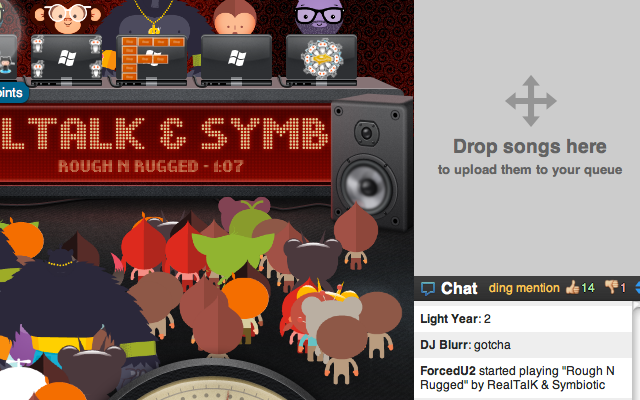 oints
LTALK & SYMB
ROUGH N RUGGED - 1:07
Drop songs here
to upload them to your queue
Chat
ding mention
14
1
Light Year: 2
DJ Blurr: gotcha
ForcedU2 started playing "Rough N
Rugged" by RealTalK & Symbiotic